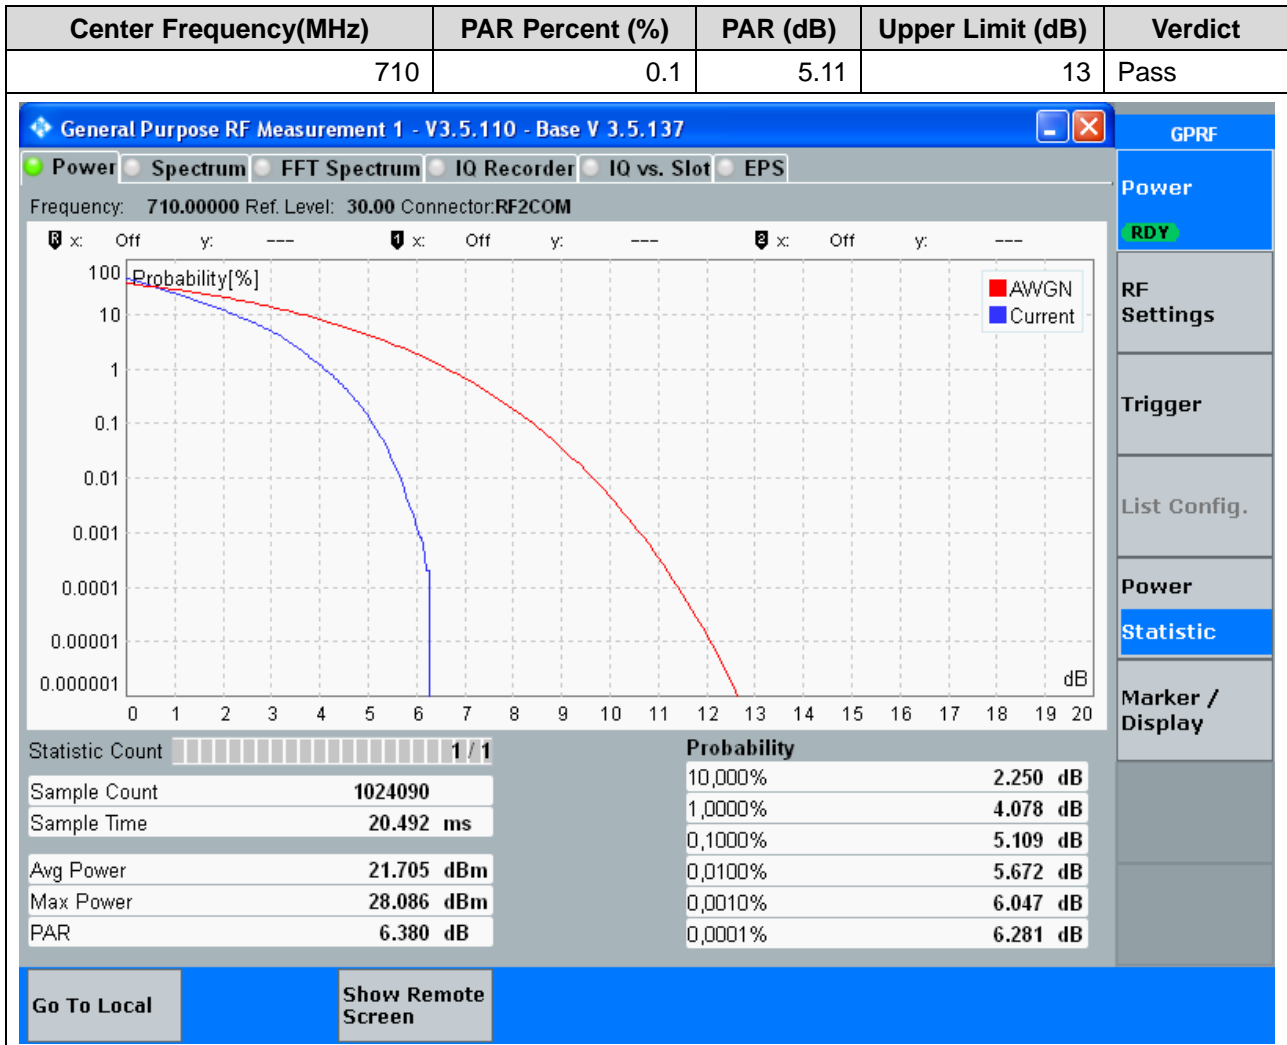 Center Frequency(MHz) PAR Percent (%) PAR (dB) Upper Limit (dB) Verdict
710 0.1 5.11 13 Pass
General Purpose RF Measurement 1 - V3.5.110 - Base V 3.5.137
GPRF
Power Spectrum FFT Spectrum IQ Recorder IQ vs. Slot EPS
Power
RDY
Frequency: 710.00000 Ref. Level: 30.00 Connector:RF2COM
R x: Off y: --- 1 x: Off y: --- 2 x: Off y: ---
Probability[%]
AWGN
Current
100
10
1
0.1
0.01
0.001
0.0001
0.00001
0.000001
dB
0 1 2 3 4 5 6 7 8 9 10 11 12 13 14 15 16 17 18 19 20
RF
Settings
Trigger
List Config.
Power
Statistic
Marker /
Display
Statistic Count 1 / 1
Sample Count 1024090
Sample Time 20.492 ms
Avg Power 21.705 dBm
Max Power 28.086 dBm
PAR 6.380 dB
Probability
10,000% 2.250 dB
1,0000% 4.078 dB
0,1000% 5.109 dB
0,0100% 5.672 dB
0,0010% 6.047 dB
0,0001% 6.281 dB
Go To Local
Show Remote
Screen